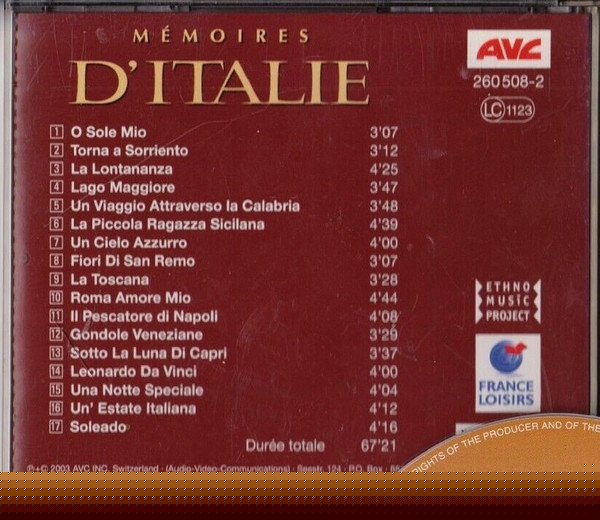 MÉMOIRES
D'ITALIE
AVC
260 508-2
LC 1123
1 O Sole Mio 3'07
2 Torna a Sorriento 3'12
3 La Lontananza 4'25
4 Lago Maggiore 3'47
5 Un Viaggio Attraverso la Calabria 3'48
6 La Piccola Ragazza Sicilana 4'39
7 Un Cielo Azzurro 4'00
8 Fiori Di San Remo 3'07
9 La Toscana 3'28
10 Roma Amore Mio 4'44
11 Il Pescatore di Napoli 4'08
12 Gondole Veneziane 3'29
13 Sotto La Luna Di Capri 3'37
14 Leonardo Da Vinci 4'00
15 Una Notte Speciale 4'04
16 Un' Estate Italiana 4'12
17 Soleado 4'16
Durée totale 67'21
ETHNO
MUSIC
PROJECT
FRANCE
LOISIRS
RIGHTS OF THE PRODUCER AND OF THE
℗+© 2003 AVC INC. Switzerland · (Audio-Video-Communications) · Seestr. 124 · P.O. Box ·